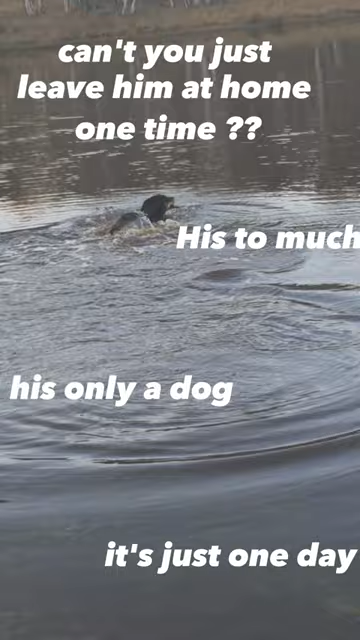 can't you just
leave him at home
one time ??
His to much
his only a dog
it's just one day